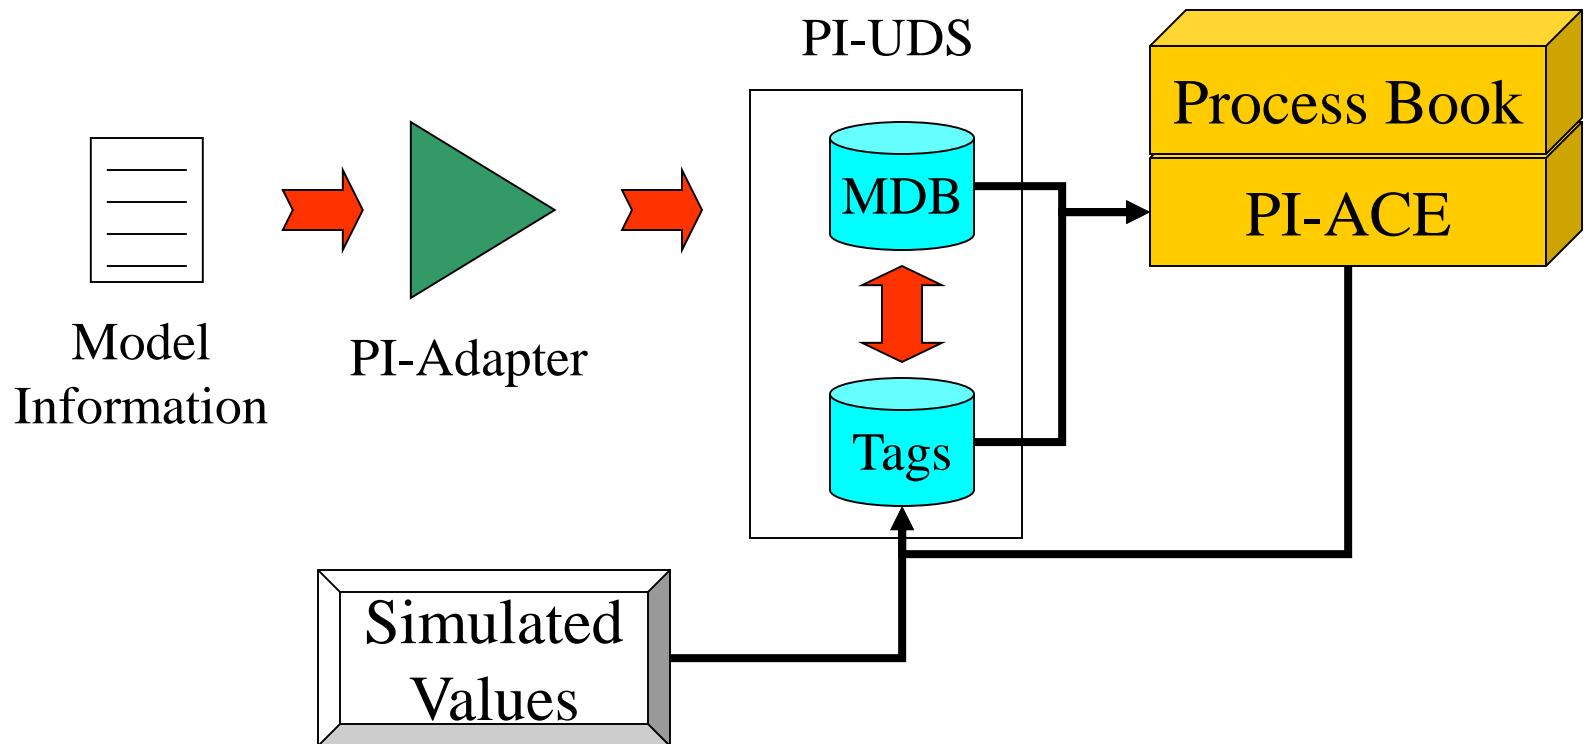 PI-UDS
Process Book
MDB
PI-ACE
Model
Information
PI-Adapter
Tags
Simulated
Values